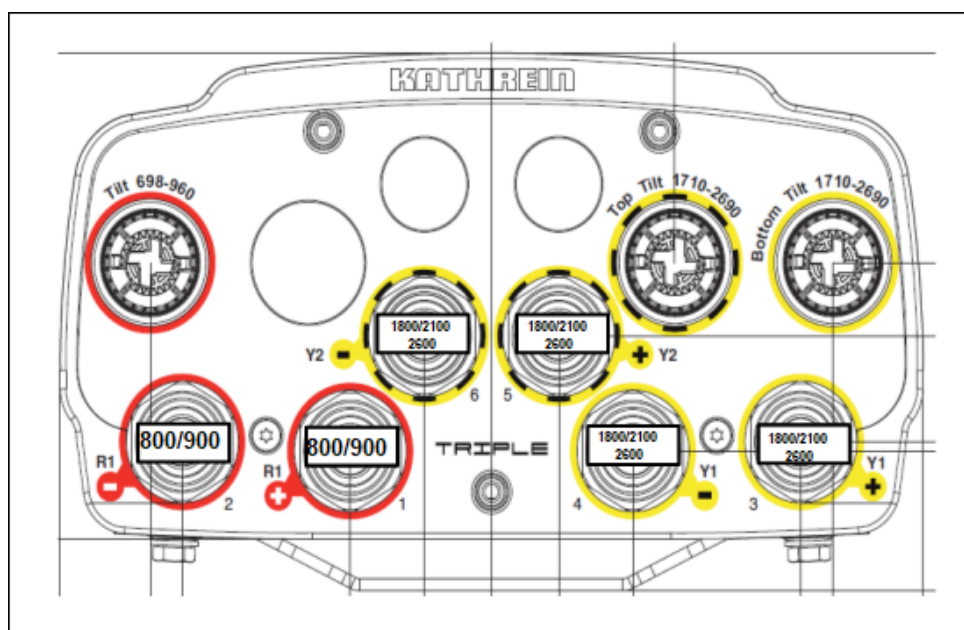 KATHREIN
Tilt 698-960
Top Tilt 1710-2690
Bottom Tilt 1710-2690
1800/2100
2600
1800/2100
2600
Y2 -
+ Y2
6
5
800/900
800/900
TRIPLE
1800/2100
2600
1800/2100
2600
R1
-
R1
+
Y1
-
Y1
+
2
1
4
3